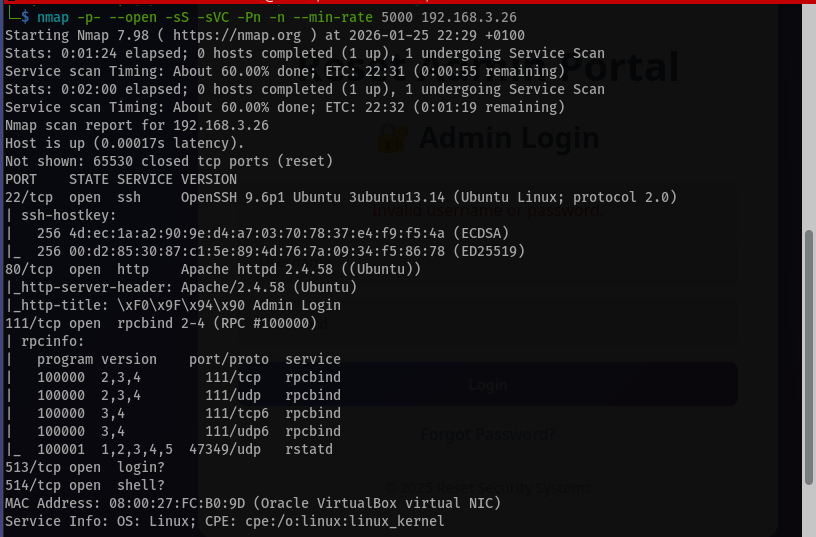 └─$ nmap -p- --open -sS -sVC -Pn -n --min-rate 5000 192.168.3.26
Starting Nmap 7.98 ( https://nmap.org ) at 2026-01-25 22:29 +0100
Stats: 0:01:24 elapsed; 0 hosts completed (1 up), 1 undergoing Service Scan
Service scan Timing: About 60.00% done; ETC: 22:31 (0:00:55 remaining)
Stats: 0:02:00 elapsed; 0 hosts completed (1 up), 1 undergoing Service Scan
Service scan Timing: About 60.00% done; ETC: 22:32 (0:01:19 remaining)
Portal
Nmap scan report for 192.168.3.26
Host is up (0.00017s latency).
Admin Login
Not shown: 65530 closed tcp ports (reset)
PORT    STATE SERVICE VERSION
22/tcp  open  ssh     OpenSSH 9.6p1 Ubuntu 3ubuntu13.14 (Ubuntu Linux; protocol 2.0)
| ssh-hostkey:
Invalid username or password.
|   256 4d:ec:1a:a2:90:9e:d4:a7:03:70:78:37:e4:f9:f5:4a (ECDSA)
|_  256 00:d2:85:30:87:c1:5e:89:4d:76:7a:09:34:f5:86:78 (ED25519)
80/tcp  open  http    Apache httpd 2.4.58 ((Ubuntu))
|_http-server-header: Apache/2.4.58 (Ubuntu)
|_http-title: \xF0\x9F\x94\x90 Admin Login
111/tcp open  rpcbind 2-4 (RPC #100000)
| rpcinfo:
|   program version    port/proto  service
|   100000  2,3,4        111/tcp   rpcbind
|   100000  2,3,4        111/udp   rpcbind
Login
|   100000  3,4          111/tcp6  rpcbind
|   100000  3,4          111/udp6  rpcbind
Forgot Password?
|_  100001  1,2,3,4,5  47349/udp   rstatd
513/tcp open  login?
514/tcp open  shell?
Reset Security Systems
MAC Address: 08:00:27:FC:B0:9D (Oracle VirtualBox virtual NIC)
Service Info: OS: Linux; CPE: cpe:/o:linux:linux_kernel